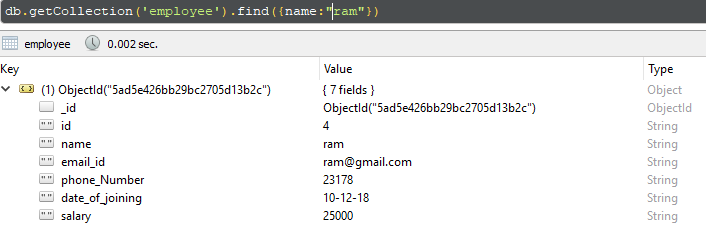 db.getCollection('employee').find({name:"ram"})
employee 0.002 sec.
Key Value Type
(1) ObjectId("5ad5e426bb29bc2705d13b2c") { 7 fields } Object
_id ObjectId("5ad5e426bb29bc2705d13b2c") ObjectId
"" id 4 String
"" name ram String
"" email_id ram@gmail.com String
"" phone_Number 23178 String
"" date_of_joining 10-12-18 String
"" salary 25000 String